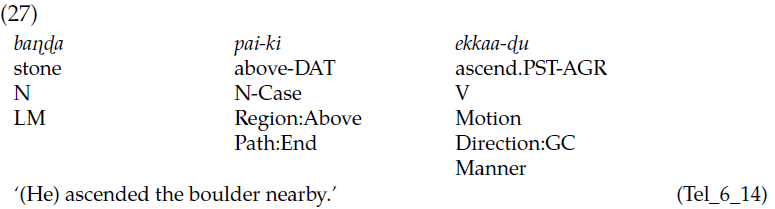 (27)
baṇḍa pai-ki ekkaa-ḍu
stone above-DAT ascend.PST-AGR
N N-Case V
LM Region:Above Motion
Path:End Direction:GC
Manner
‘(He) ascended the boulder nearby.’ (Tel_6_14)